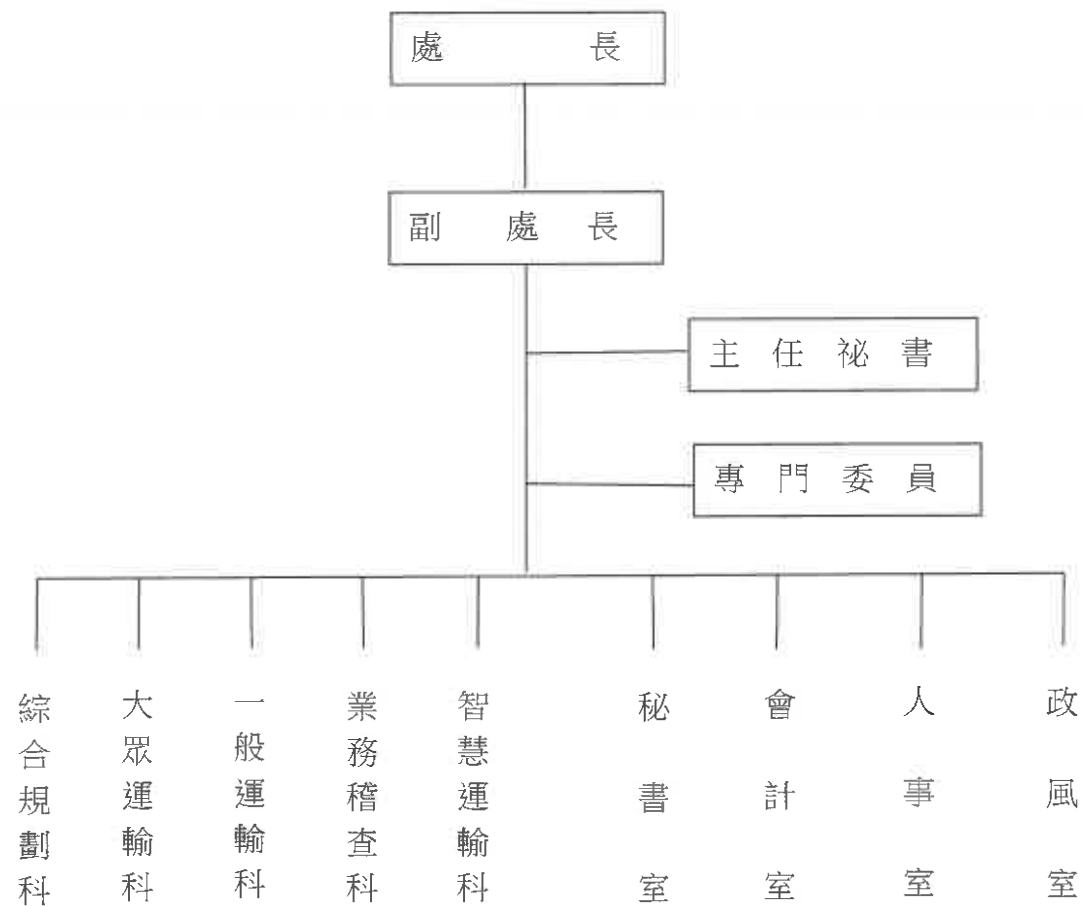 處長
副處長
主任祕書
專門委員
綜合規劃科
大眾運輸科
一般運輸科
業務稽查科
智慧運輸科
秘書室
會計室
人事室
政風室